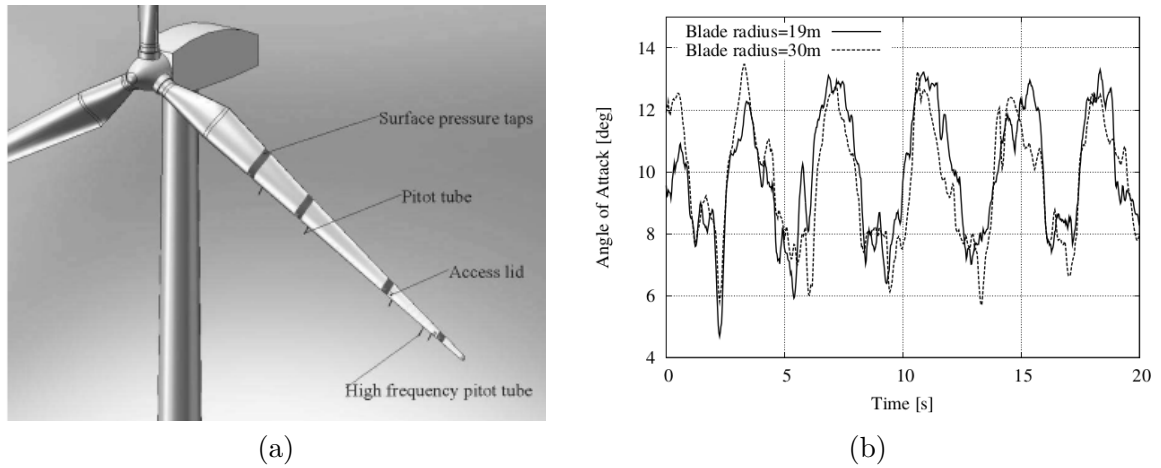 Surface pressure taps
Pitot tube
Access lid
High frequency pitot tube
(a)
Blade radius=19m
Blade radius=30m
14
12
10
8
6
4
Angle of Attack [deg]
0
5
10
15
20
Time [s]
(b)